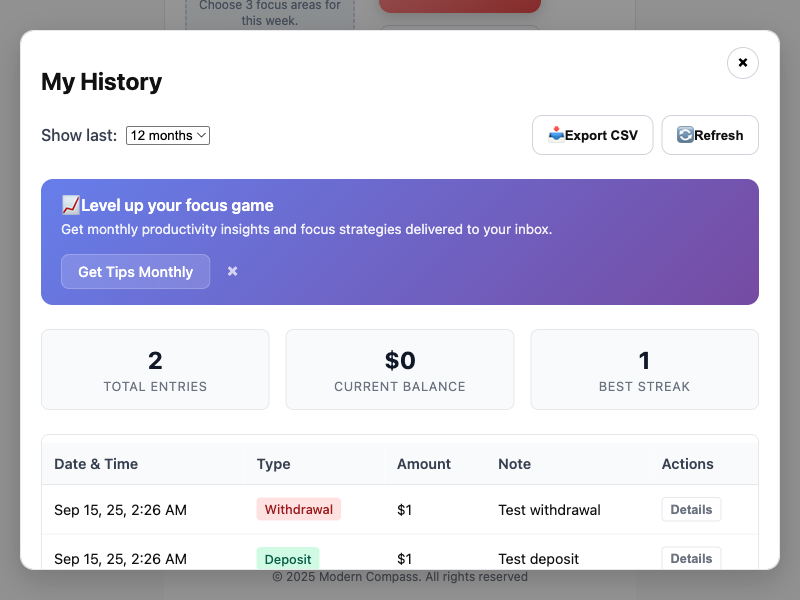 Choose 3 focus areas for
this week.
My History
Show last: 12 months
Export CSV
Refresh
Level up your focus game
Get monthly productivity insights and focus strategies delivered to your inbox.
Get Tips Monthly
2
TOTAL ENTRIES
$0
CURRENT BALANCE
1
BEST STREAK
Date & Time Type Amount Note Actions
Sep 15, 25, 2:26 AM Withdrawal $1 Test withdrawal Details
Sep 15, 25, 2:26 AM Deposit $1 Test deposit Details
© 2025 Modern Compass. All rights reserved